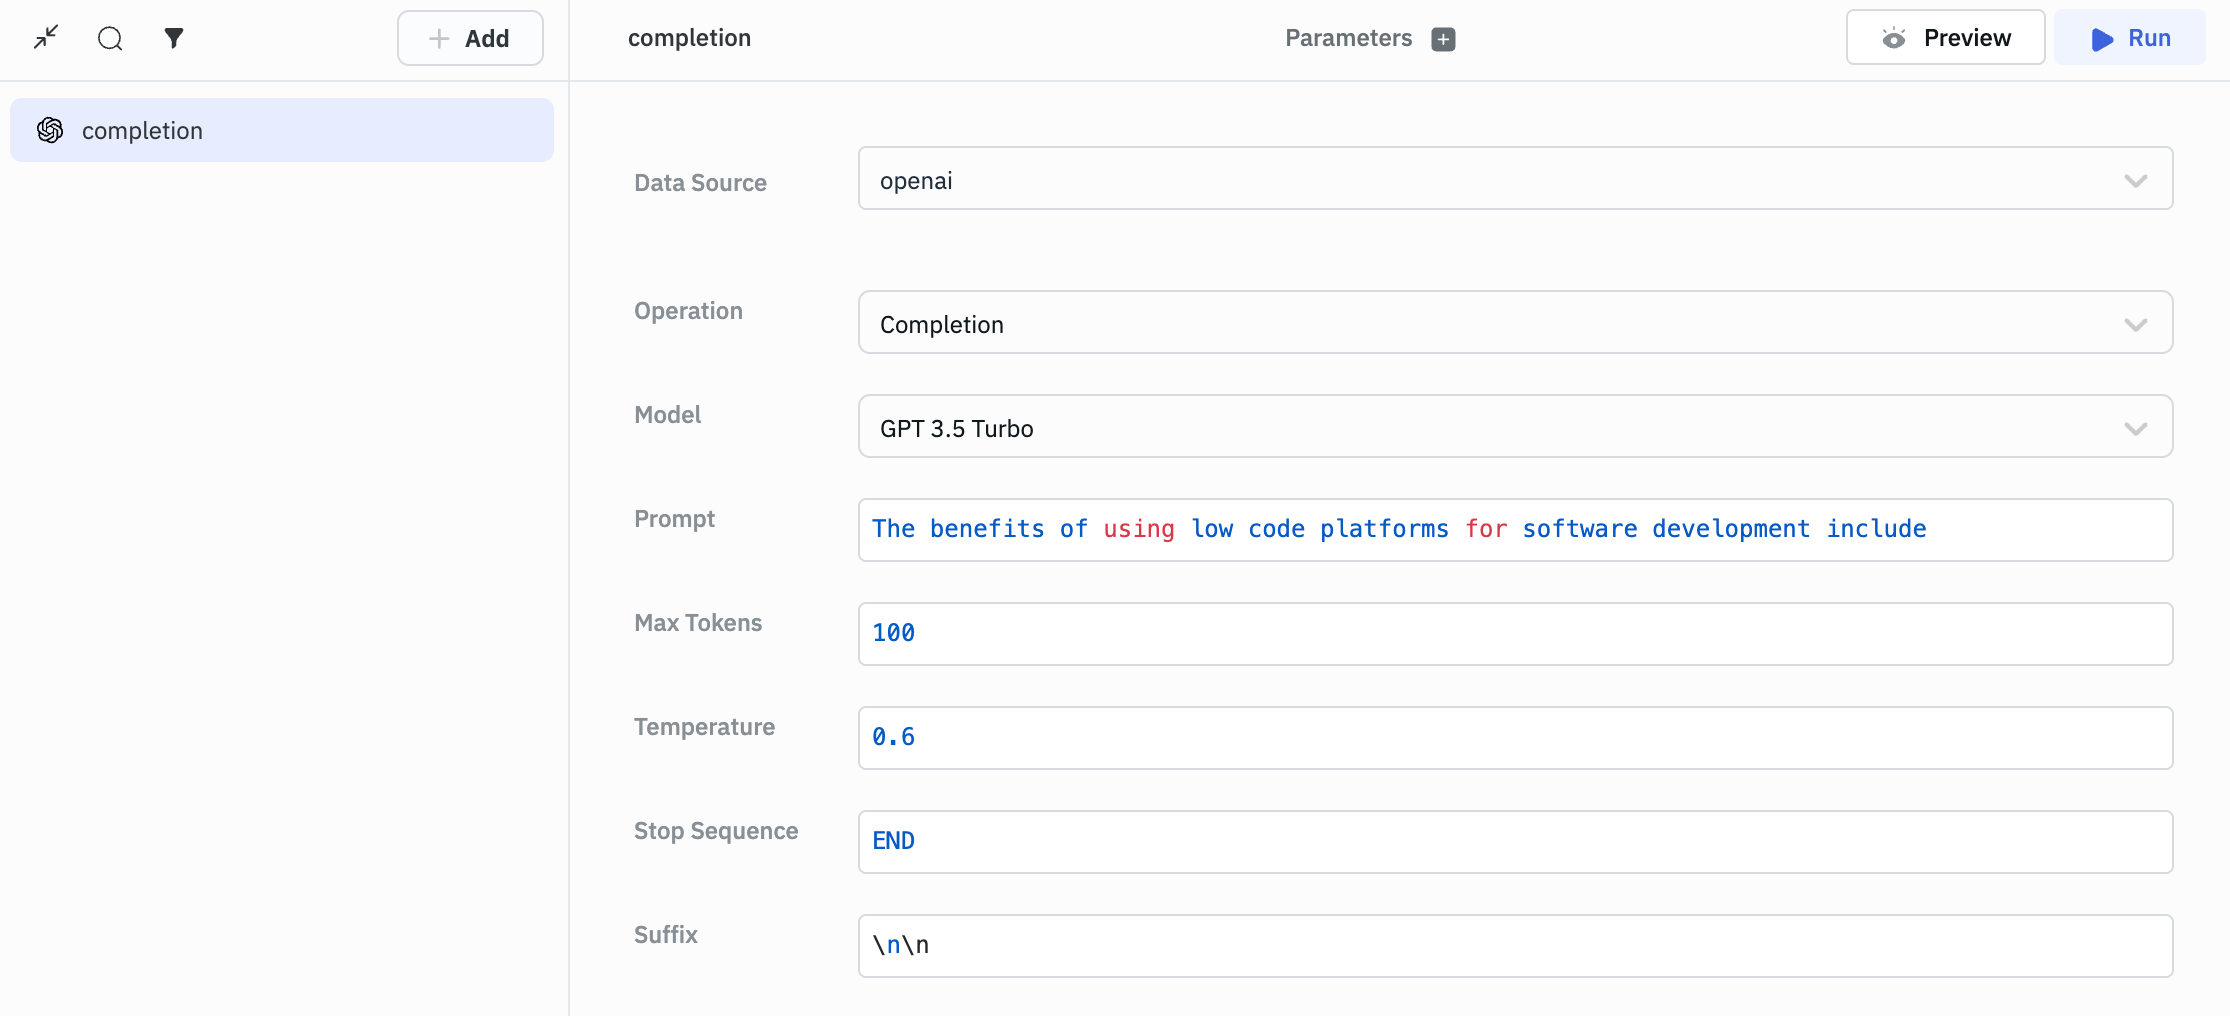 Add
completion
Parameters
Preview
Run
completion
Data Source
openai
Operation
Completion
Model
GPT 3.5 Turbo
Prompt
The benefits of using low code platforms for software development include
Max Tokens
100
Temperature
0.6
Stop Sequence
END
Suffix
\n\n